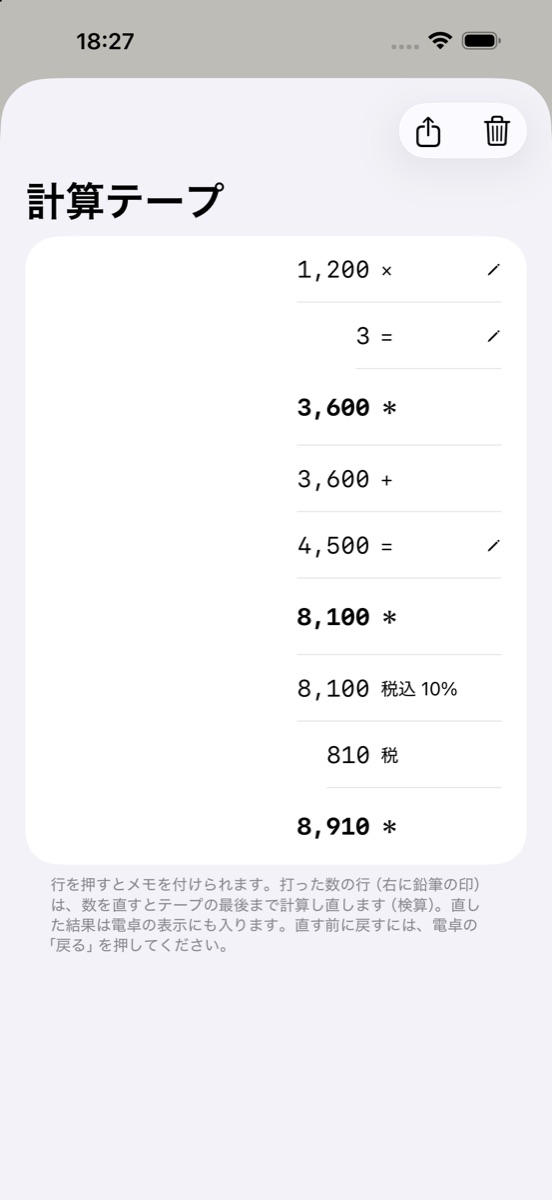 18:27
計算テープ
1,200 ×
3 =
3,600 *
3,600 +
4,500 =
8,100 *
8,100 税込 10%
810 税
8,910 *
行を押すとメモを付けられます。打った数の行（右に鉛筆の印）
は、数を直すとテープの最後まで計算し直します（検算）。直し
た結果は電卓の表示にも入ります。直す前に戻すには、電卓の
「戻る」を押してください。